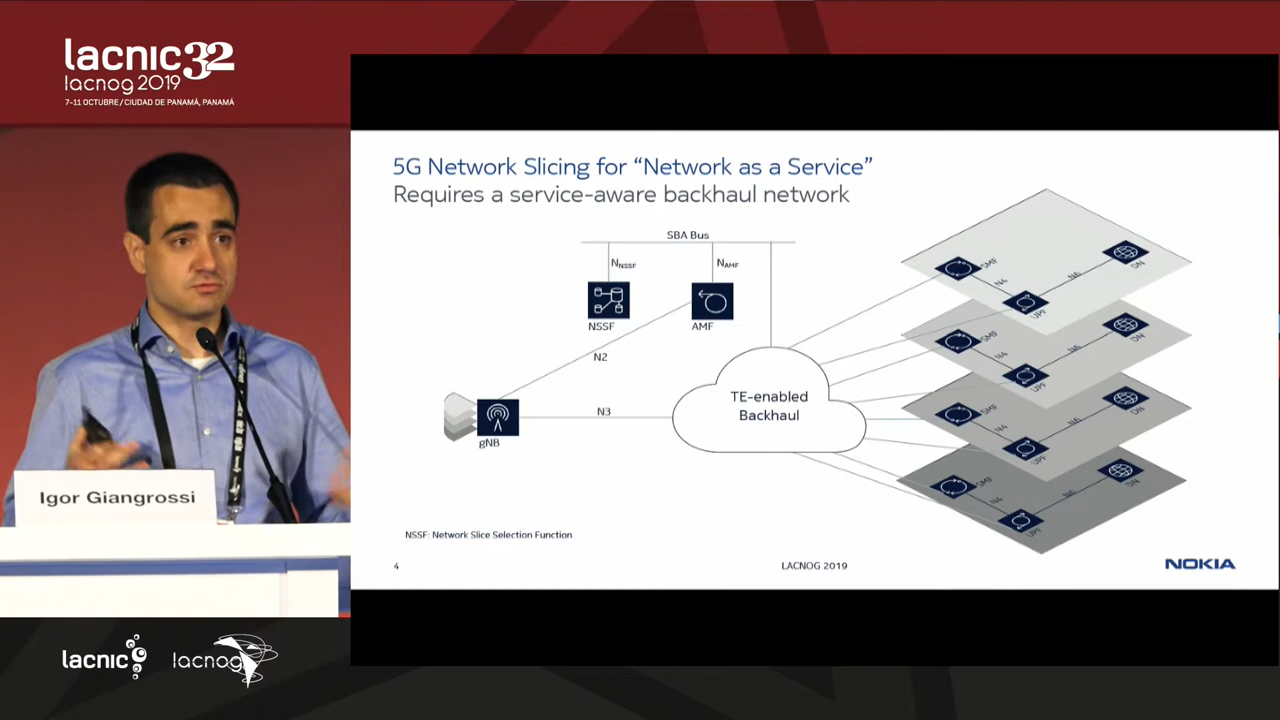 lacnic32
lacnog 2019
7-11 OCTUBRE / CIUDAD DE PANAMÁ, PANAMÁ
Igor Giangrossi
lacnic
lacnog
5G Network Slicing for “Network as a Service”
Requires a service-aware backhaul network
SBA Bus
NNSSF
NAMF
NSSF
AMF
N2
N3
gNB
TE-enabled
Backhaul
SMF
N4
UPF
N6
DN
SMF
N4
UPF
N6
DN
SMF
N4
UPF
N6
DN
SMF
N4
UPF
N6
DN
NSSF: Network Slice Selection Function
4
LACNOG 2019
NOKIA